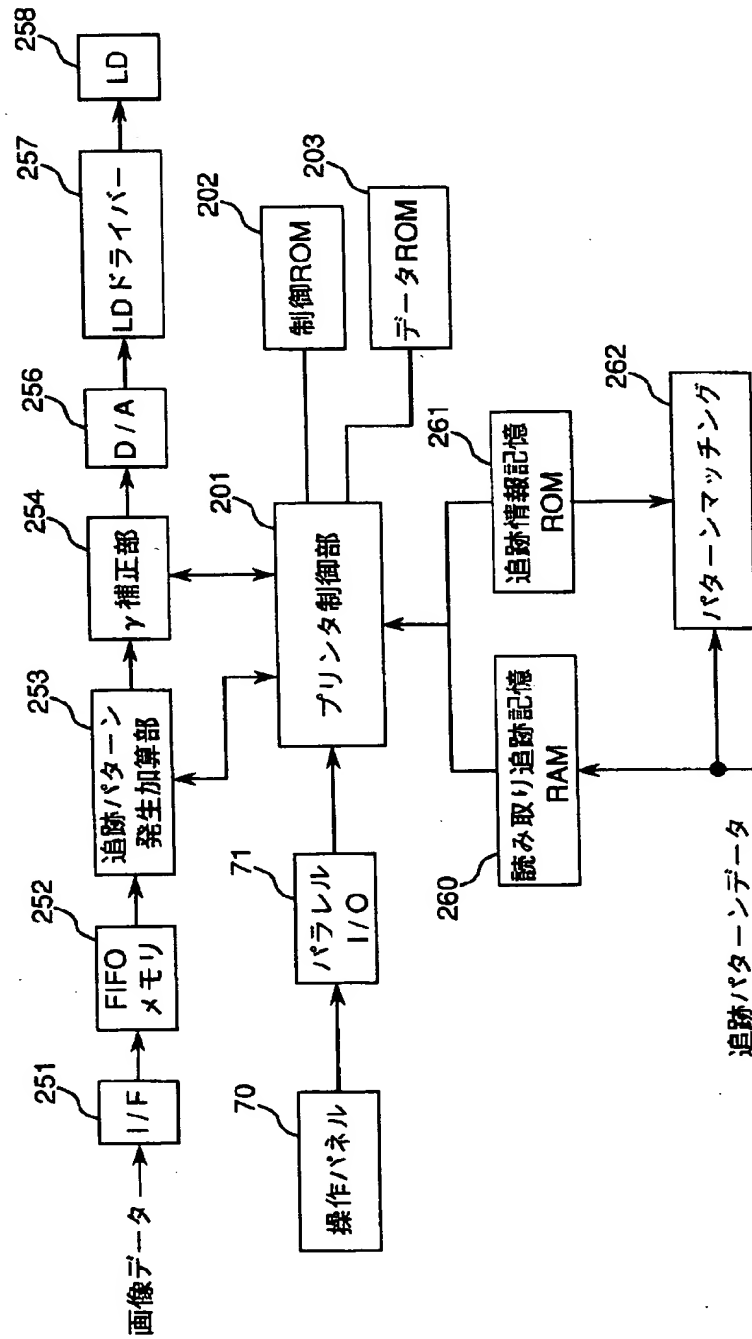 画像データ
251
I/F
252
FIFO
メモリ
253
追跡パターン
発生加算部
254
γ補正部
256
D/A
257
LDドライバー
258
LD
70
操作パネル
71
パラレル
I/O
201
プリンタ制御部
202
制御ROM
203
データROM
260
読み取り追跡記憶
RAM
261
追跡情報記憶
ROM
262
パターンマッチング
追跡パターンデータ